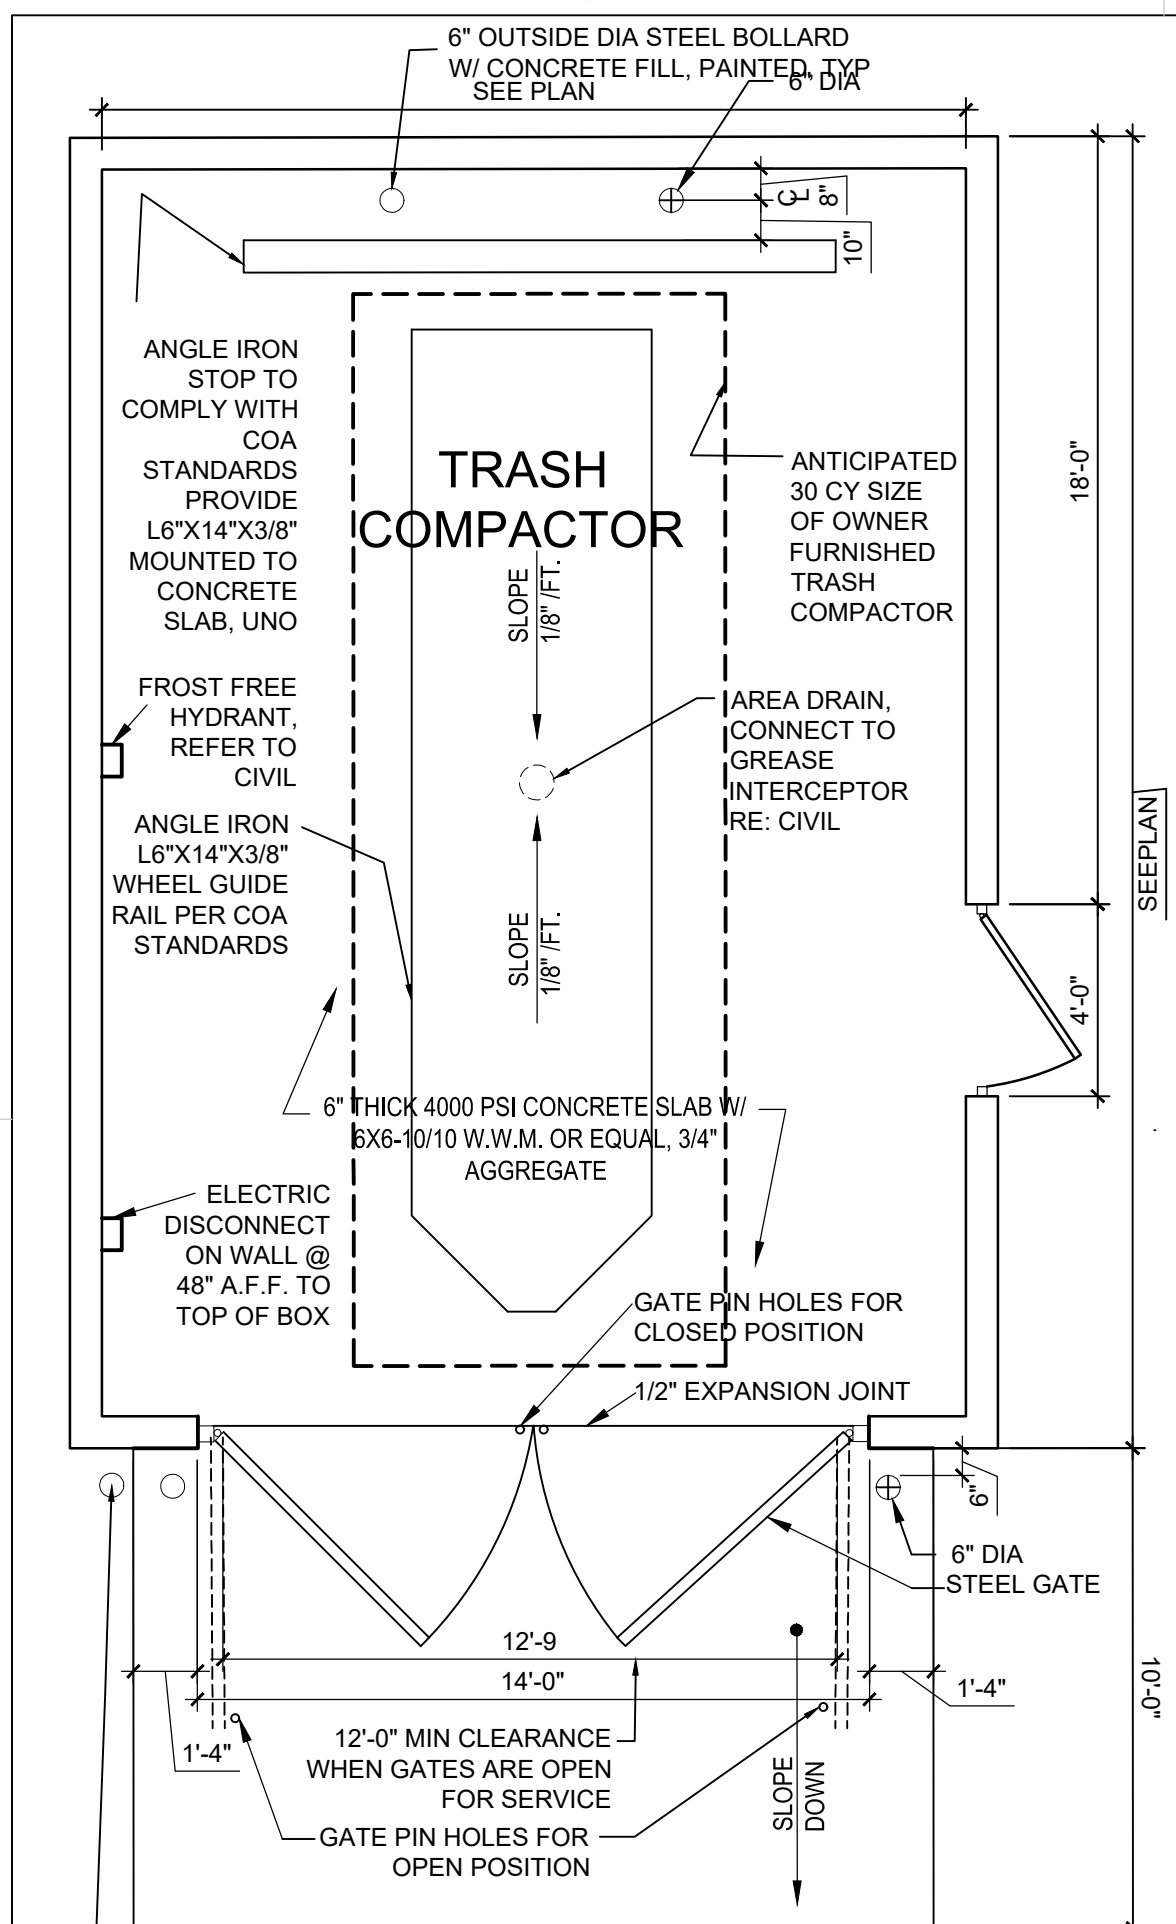 6" OUTSIDE DIA STEEL BOLLARD
W/ CONCRETE FILL, PAINTED, TYP
SEE PLAN
6" DIA
CL
8"
10"
ANGLE IRON
STOP TO
COMPLY WITH
COA
STANDARDS
PROVIDE
L6"X14"X3/8"
MOUNTED TO
CONCRETE
SLAB, UNO
TRASH
COMPACTOR
ANTICIPATED
30 CY SIZE
OF OWNER
FURNISHED
TRASH
COMPACTOR
18'-0"
SLOPE
1/8" /FT.
FROST FREE
HYDRANT,
REFER TO
CIVIL
AREA DRAIN,
CONNECT TO
GREASE
INTERCEPTOR
RE: CIVIL
SEEPLAN
ANGLE IRON
L6"X14"X3/8"
WHEEL GUIDE
RAIL PER COA
STANDARDS
SLOPE
1/8" /FT.
4'-0"
6" THICK 4000 PSI CONCRETE SLAB W/
6X6-10/10 W.W.M. OR EQUAL, 3/4"
AGGREGATE
ELECTRIC
DISCONNECT
ON WALL @
48" A.F.F. TO
TOP OF BOX
GATE PIN HOLES FOR
CLOSED POSITION
1/2" EXPANSION JOINT
6"
6" DIA
STEEL GATE
12'-9
14'-0"
1'-4"
1'-4"
10'-0"
12'-0" MIN CLEARANCE
WHEN GATES ARE OPEN
FOR SERVICE
SLOPE
DOWN
GATE PIN HOLES FOR
OPEN POSITION